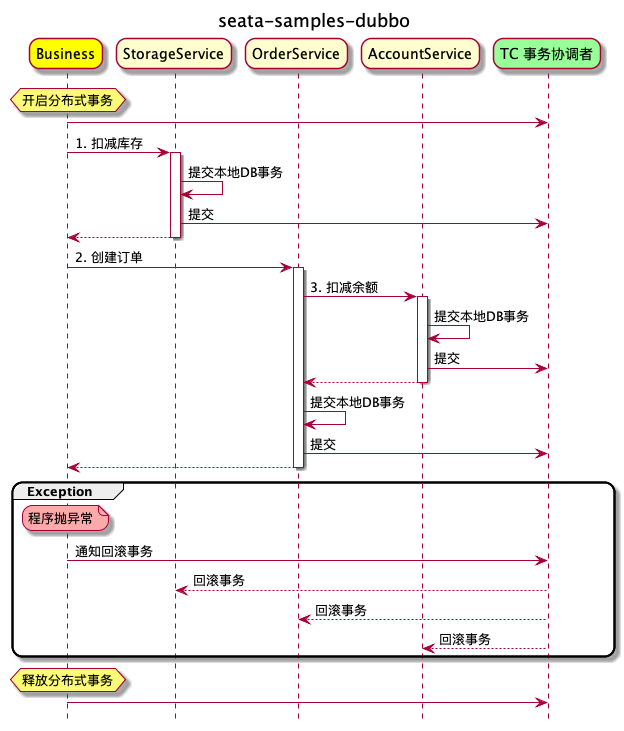 seata-samples-dubbo
Business
StorageService
OrderService
AccountService
TC 事务协调者
开启分布式事务
1. 扣减库存
提交本地DB事务
提交
2. 创建订单
3. 扣减余额
提交本地DB事务
提交
提交本地DB事务
提交
Exception
程序抛异常
通知回滚事务
回滚事务
回滚事务
回滚事务
释放分布式事务